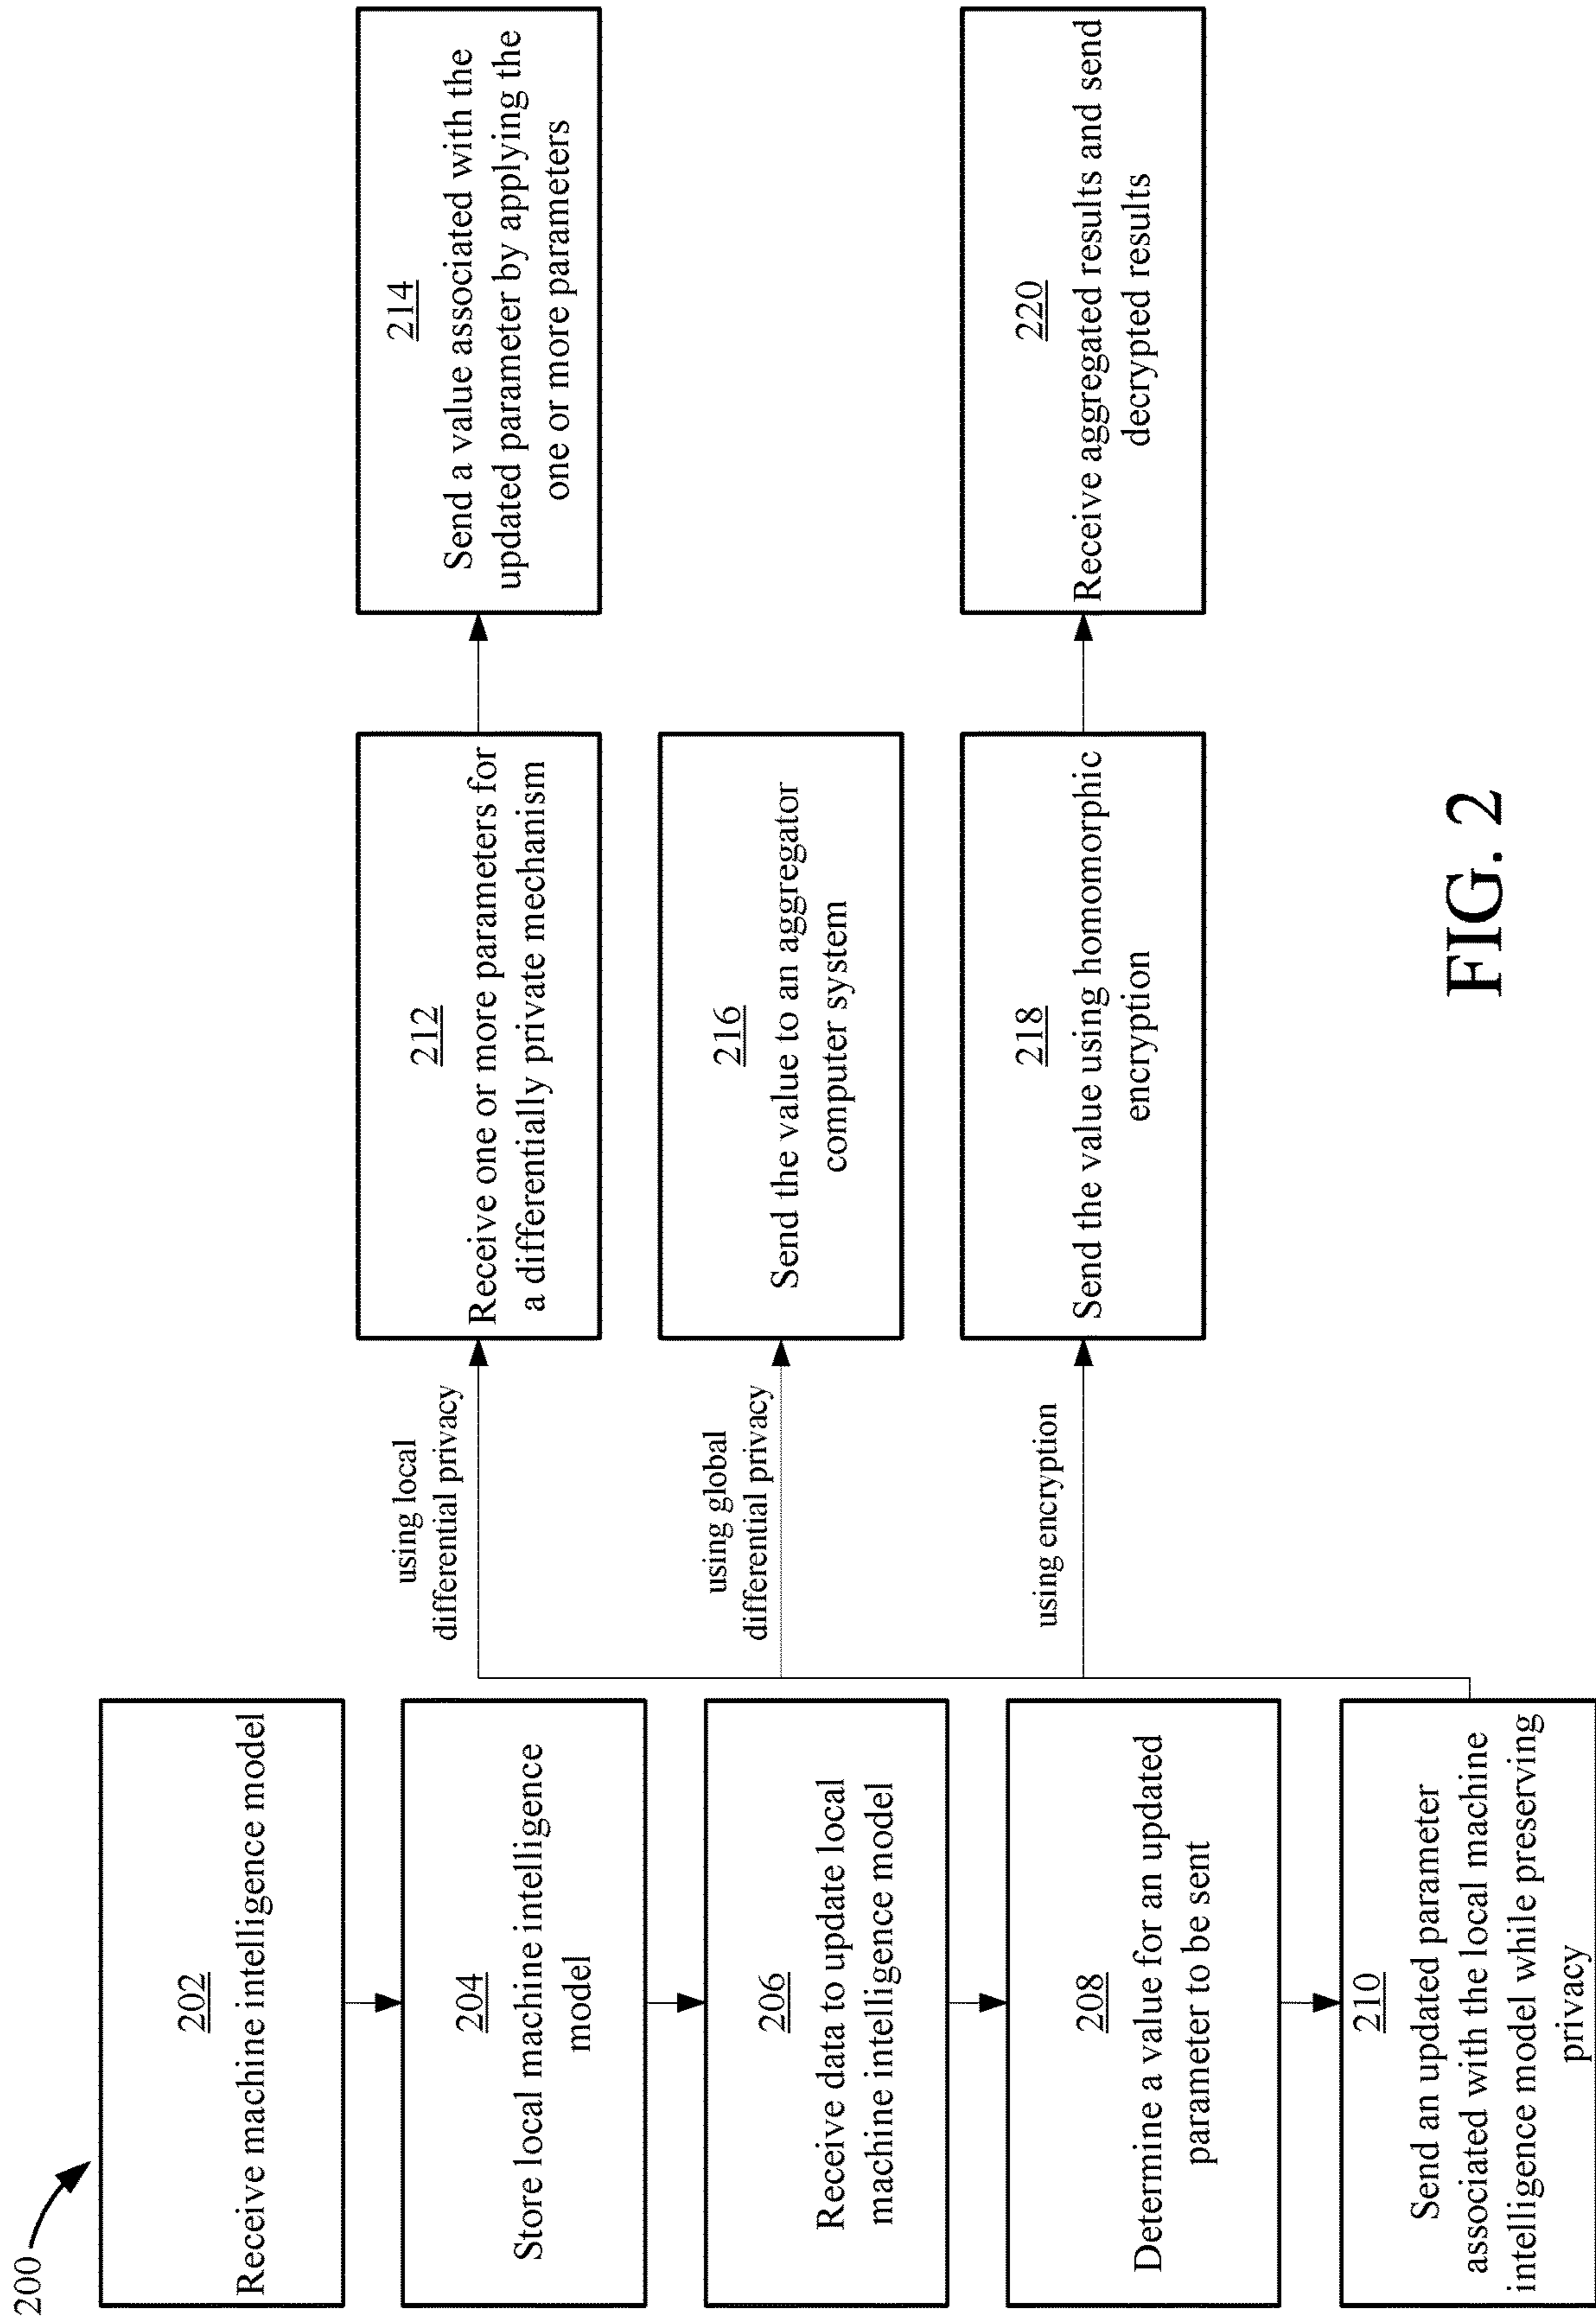 200
202
Receive machine intelligence model
204
Store local machine intelligence
model
206
Receive data to update local
machine intelligence model
208
Determine a value for an updated
parameter to be sent
210
Send an updated parameter
associated with the local machine
intelligence model while preserving
privacy
using local
differential privacy
212
Receive one or more parameters for
a differentially private mechanism
214
Send a value associated with the
updated parameter by applying the
one or more parameters
using global
differential privacy
216
Send the value to an aggregator
computer system
using encryption
218
Send the value using homomorphic
encryption
220
Receive aggregated results and send
decrypted results
FIG. 2